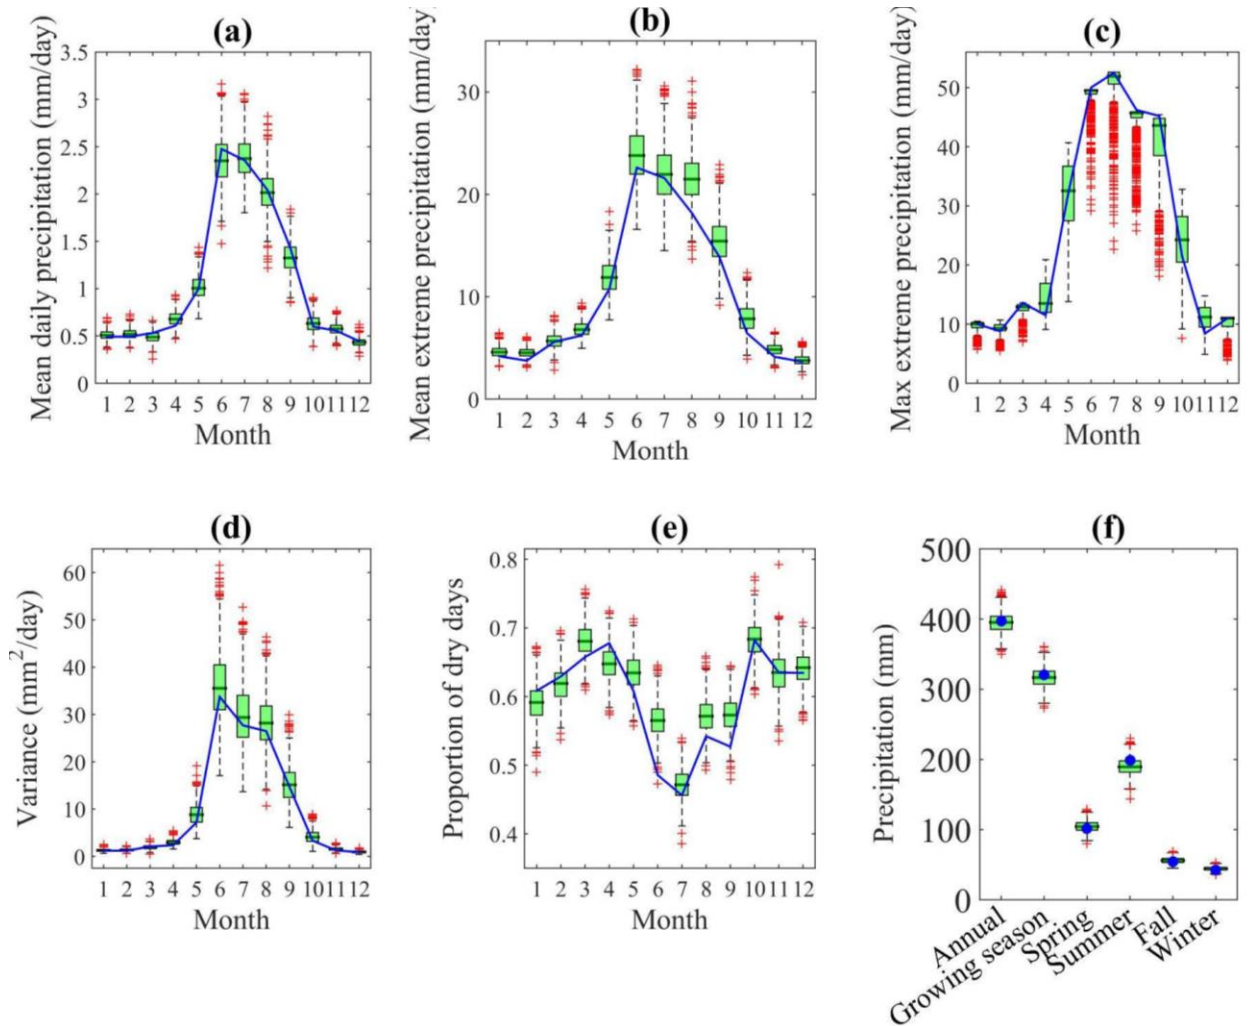 (a)
Mean daily precipitation (mm/day)
3.5
3
2.5
2
1.5
1
0.5
0
1 2 3 4 5 6 7 8 9 10 11 12
Month
(b)
Mean extreme precipitation (mm/day)
30
20
10
0
1 2 3 4 5 6 7 8 9 10 11 12
Month
(c)
Max extreme precipitation (mm/day)
50
40
30
20
10
0
1 2 3 4 5 6 7 8 9 10 11 12
Month
(d)
Variance (mm²/day)
60
50
40
30
20
10
0
1 2 3 4 5 6 7 8 9 10 11 12
Month
(e)
Proportion of dry days
0.8
0.7
0.6
0.5
0.4
1 2 3 4 5 6 7 8 9 10 11 12
Month
(f)
Precipitation (mm)
500
400
300
200
100
0
Annual
Growing season
Spring
Summer
Fall
Winter